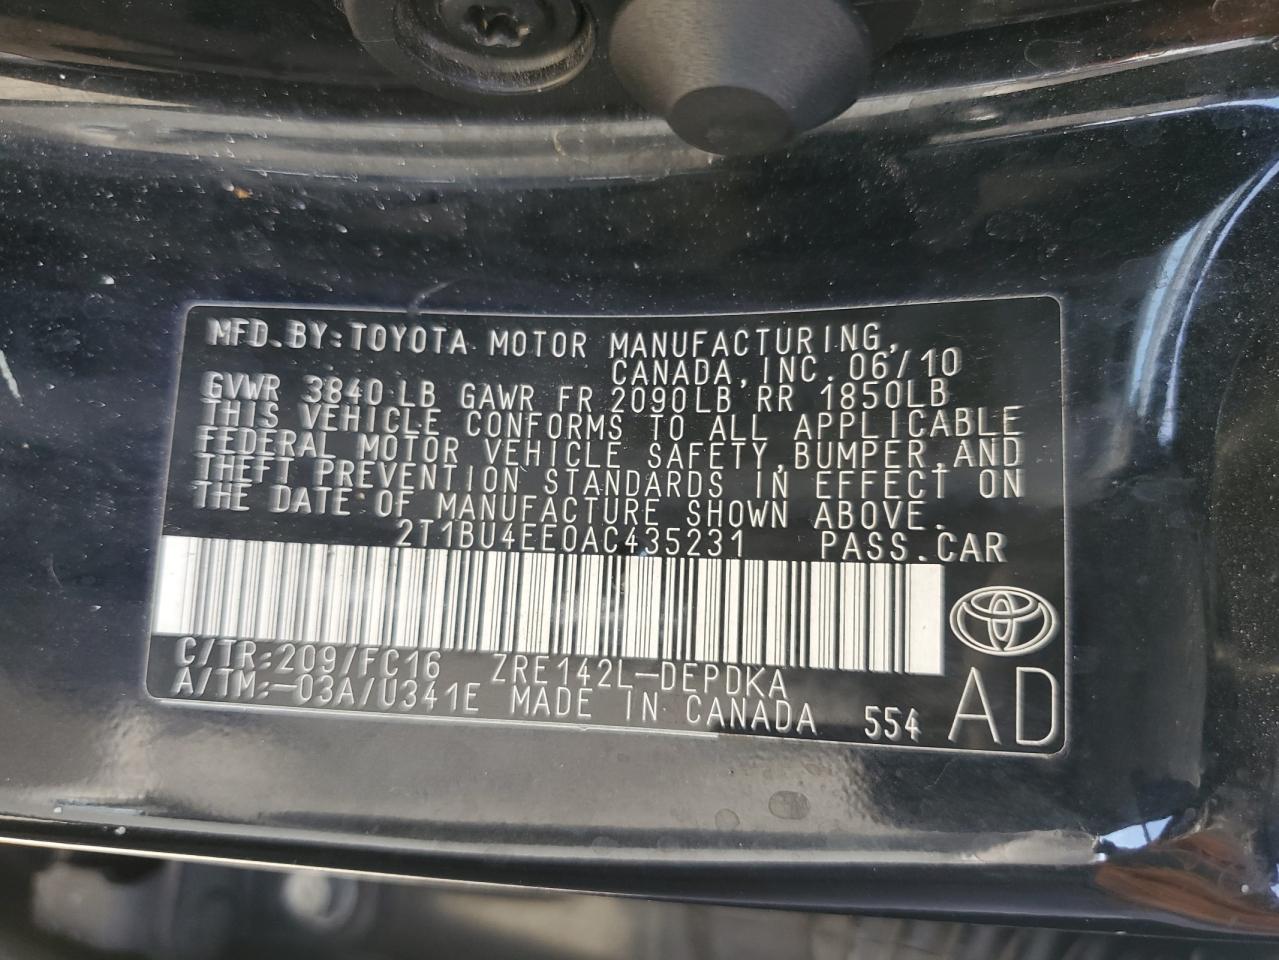 MFD.BY:TOYOTA MOTOR MANUFACTURING,
CANADA,INC.06/10
GVWR 3840LB GAWR FR 2090LB RR 1850LB
THIS VEHICLE CONFORMS TO ALL APPLICABLE
FEDERAL MOTOR VEHICLE SAFETY,BUMPER,AND
THEFT PREVENTION STANDARDS IN EFFECT ON
THE DATE OF MANUFACTURE SHOWN ABOVE.
2T1BU4EE0AC435231 PASS.CAR
C/TR:209/FC16 ZRE142L-DEPDKA
A/TM:-03A/U341E MADE IN CANADA 554 AD